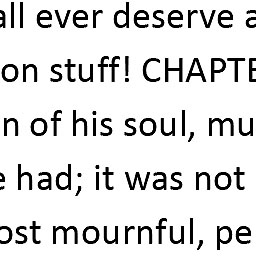 all ever deserve a
on stuff! CHAPTE
n of his soul, mu
e had; it was not
ost mournful, pe